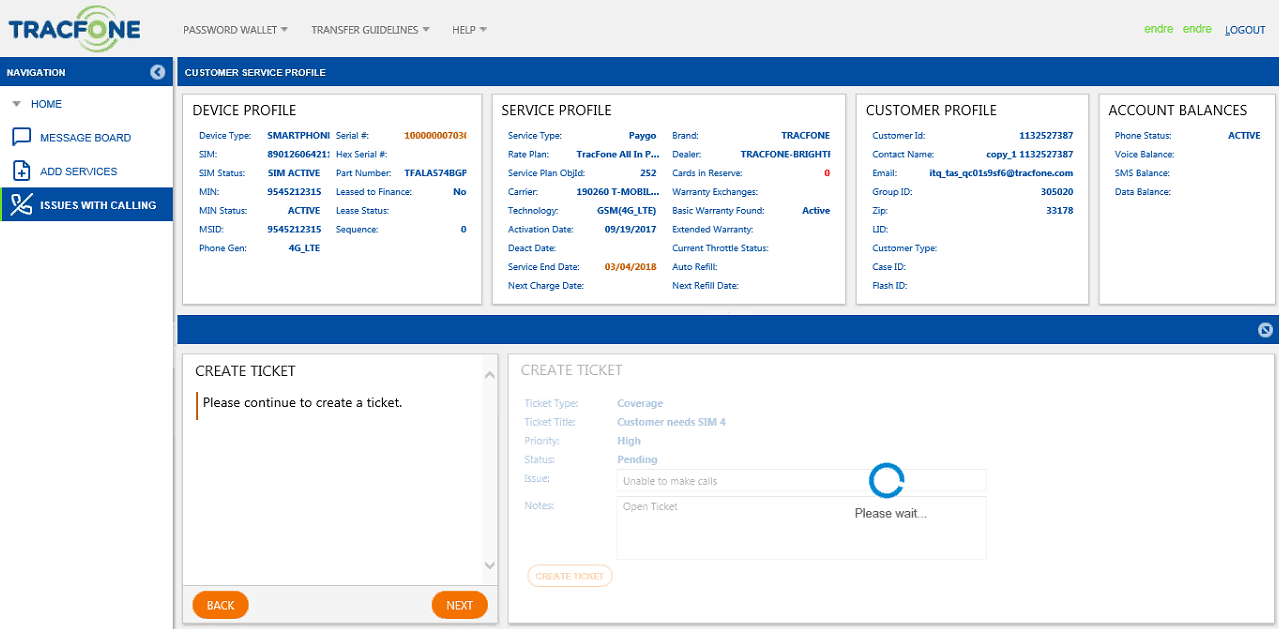 TRACFONE
PASSWORD WALLET TRANSFER GUIDELINES HELP endre endre LOGOUT
NAVIGATION
HOME
MESSAGE BOARD
ADD SERVICES
ISSUES WITH CALLING
CUSTOMER SERVICE PROFILE
DEVICE PROFILE
Device Type: SMARTPHONI Serial #: 10000000703
SIM: 8901260642 Hex Serial #:
SIM Status: SIM ACTIVE Part Number: TFALA574BGP
MIN: 9545212315 Leased to Finance: No
MIN Status: ACTIVE Lease Status:
MSID: 9545212315 Sequence: 0
Phone Gen: 4G_LTE
SERVICE PROFILE
Service Type: Paygo Brand: TRACFONE
Rate Plan: TracFone All In P... Dealer: TRACFONE-BRIGHTI
Service Plan ObjId: 252 Cards in Reserve: 0
Carrier: 190260 T-MOBIL... Warranty Exchanges:
Technology: GSM(4G_LTE) Basic Warranty Found: Active
Activation Date: 09/19/2017 Extended Warranty:
Deact Date: Current Throttle Status:
Service End Date: 03/04/2018 Auto Refill:
Next Charge Date: Next Refill Date:
CUSTOMER PROFILE
Customer Id: 1132527387
Contact Name: copy_1 1132527387
Email: itq_tas_qc01s9sf6@tracfone.com
Group ID: 305020
Zip: 33178
LID:
Customer Type:
Case ID:
Flash ID:
ACCOUNT BALANCES
Phone Status: ACTIVE
Voice Balance:
SMS Balance:
Data Balance:
CREATE TICKET
Please continue to create a ticket.
BACK NEXT
CREATE TICKET
Ticket Type: Coverage
Ticket Title: Customer needs SIM 4
Priority: High
Status: Pending
Issue: Unable to make calls
Notes: Open Ticket
Please wait...
CREATE TICKET